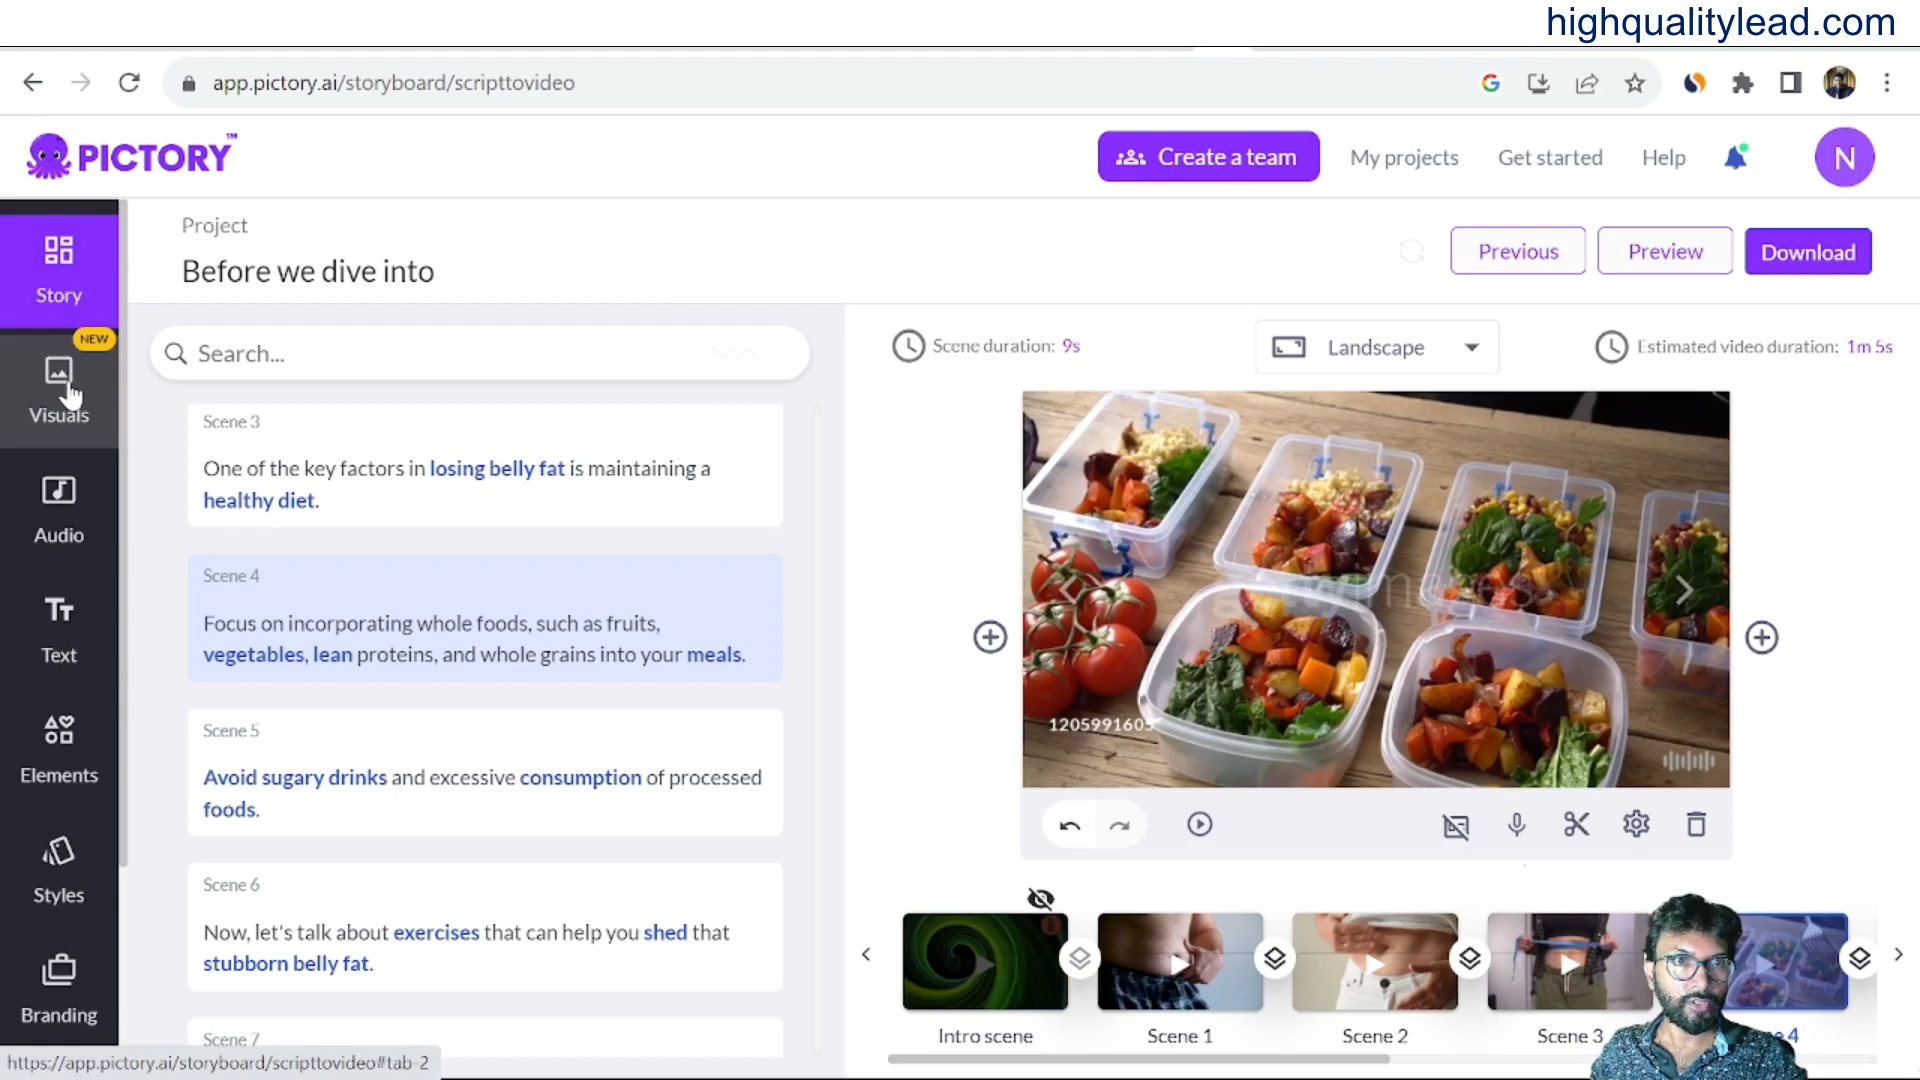 highqualitylead.com
app.pictory.ai/storyboard/scripttovideo
PICTORY™
Create a team
My projects
Get started
Help
N
Story
NEW
Visuals
Audio
Text
Elements
Styles
Branding
Project
Before we dive into
Previous
Preview
Download
Search...
Scene 3
One of the key factors in losing belly fat is maintaining a
healthy diet.
Scene 4
Focus on incorporating whole foods, such as fruits,
vegetables, lean proteins, and whole grains into your meals.
Scene 5
Avoid sugary drinks and excessive consumption of processed
foods.
Scene 6
Now, let's talk about exercises that can help you shed that
stubborn belly fat.
Scene 7
Scene duration: 9s
Landscape
Estimated video duration: 1m 5s
1205991605
Intro scene
Scene 1
Scene 2
Scene 3
4
https://app.pictory.ai/storyboard/scripttovideo#tab-2